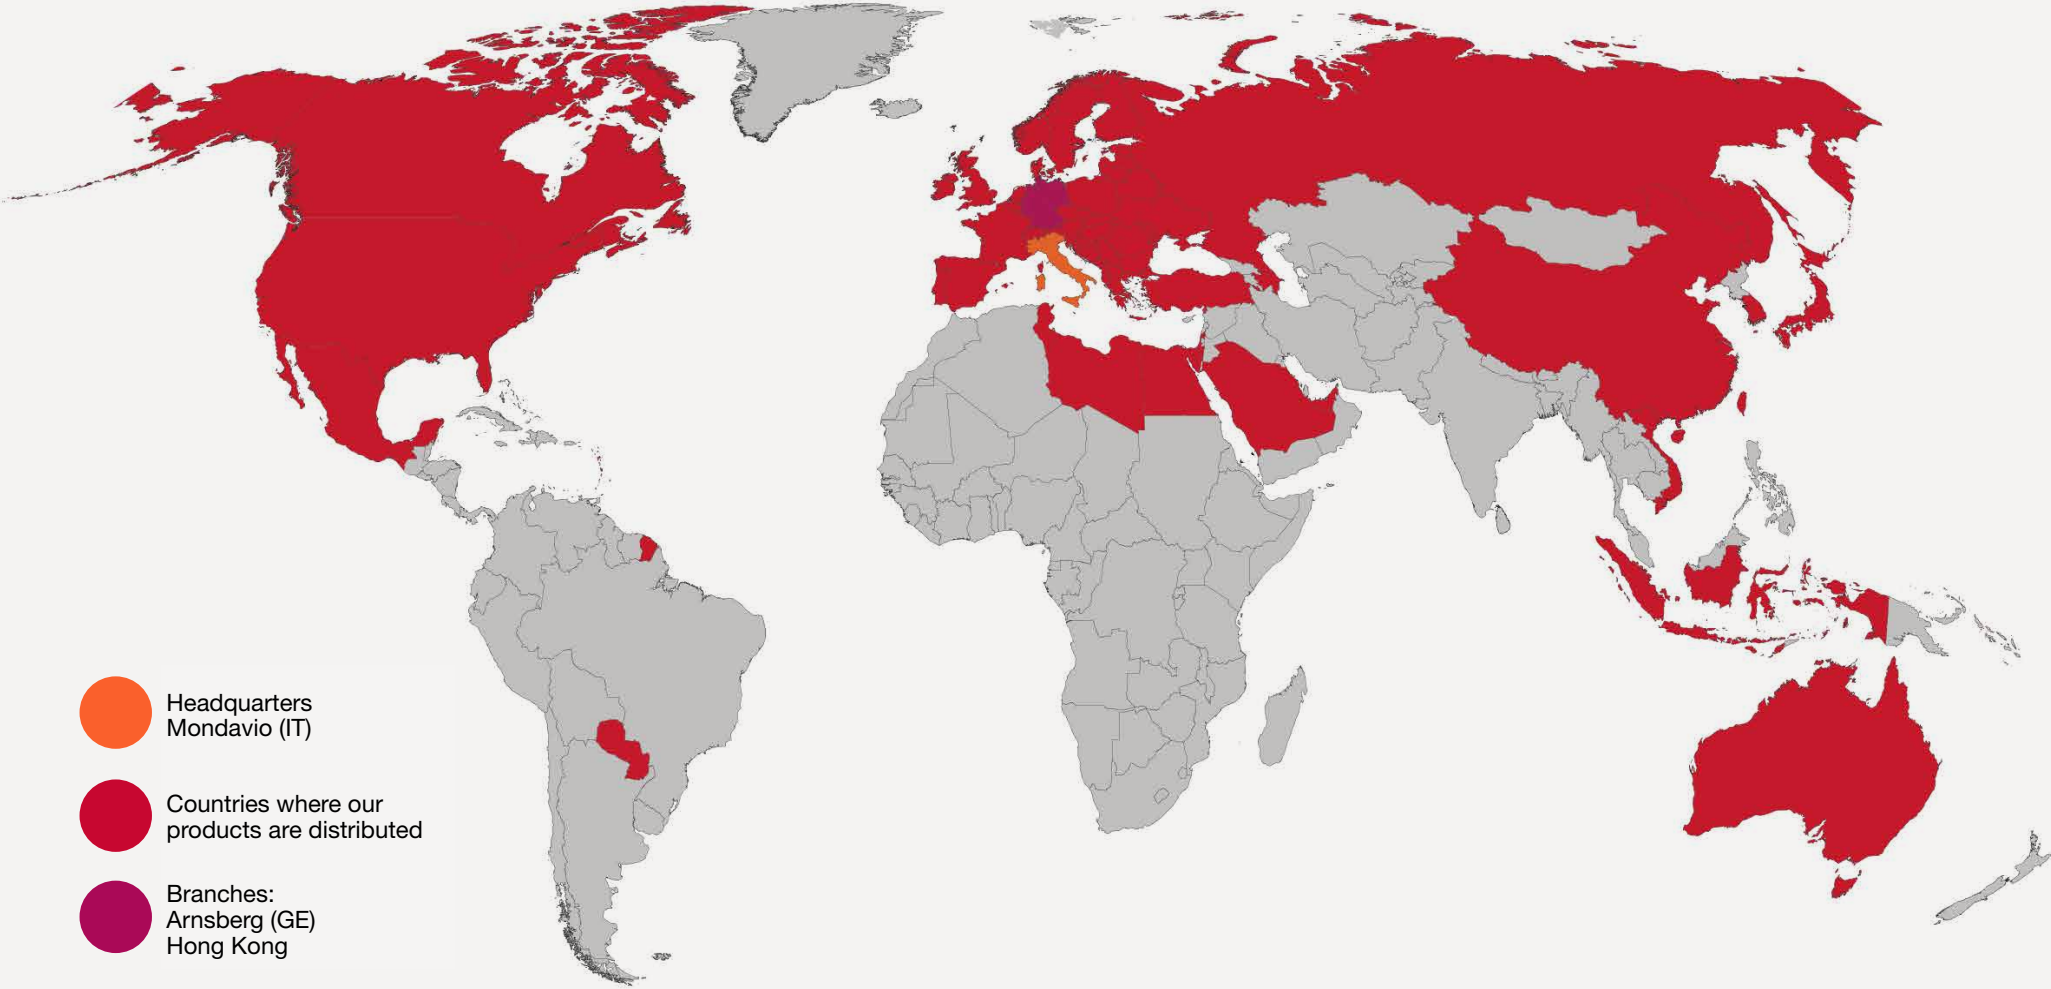 Headquarters
Mondavio (IT)
Countries where our
products are distributed
Branches:
Arnsberg (GE)
Hong Kong